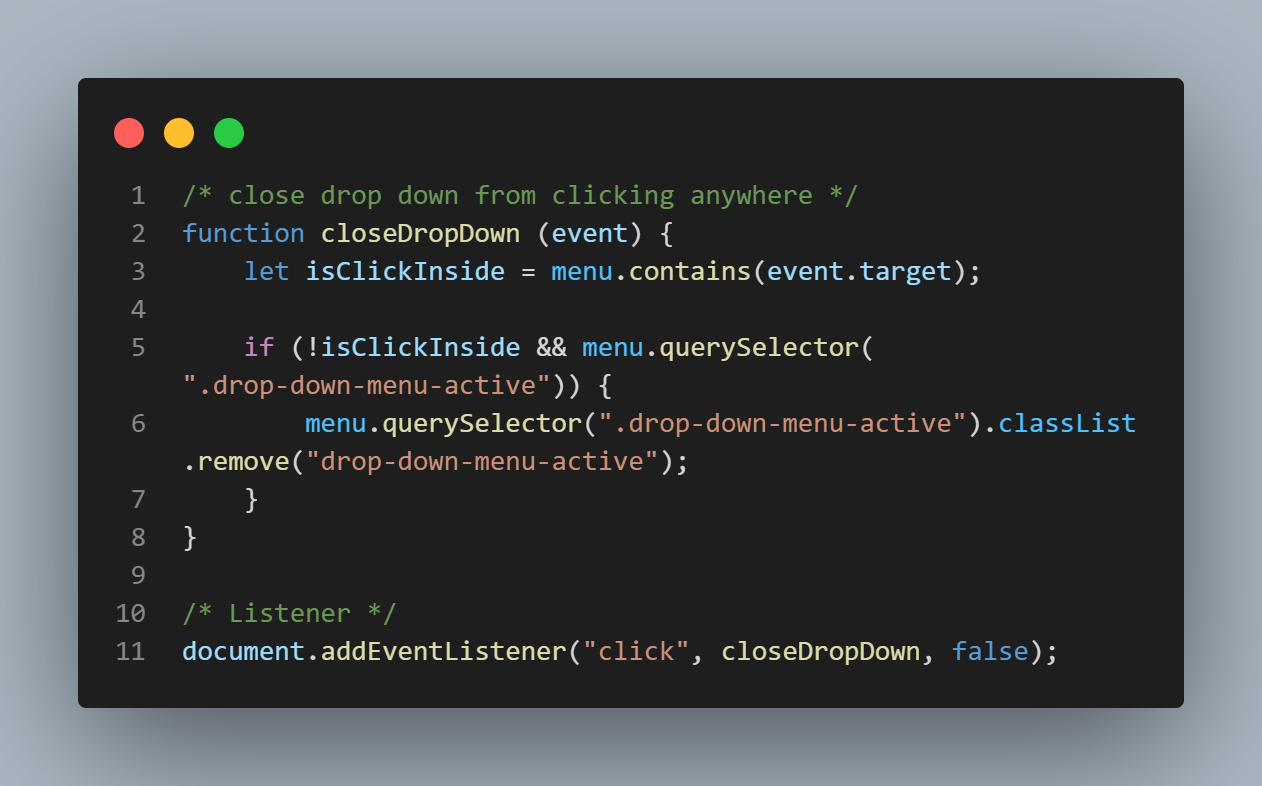 1 /* close drop down from clicking anywhere */
2 function closeDropDown (event) {
3     let isClickInside = menu.contains(event.target);
4
5     if (!isClickInside && menu.querySelector(
".drop-down-menu-active")) {
6         menu.querySelector(".drop-down-menu-active").classList
.remove("drop-down-menu-active");
7     }
8 }
9
10 /* Listener */
11 document.addEventListener("click", closeDropDown, false);